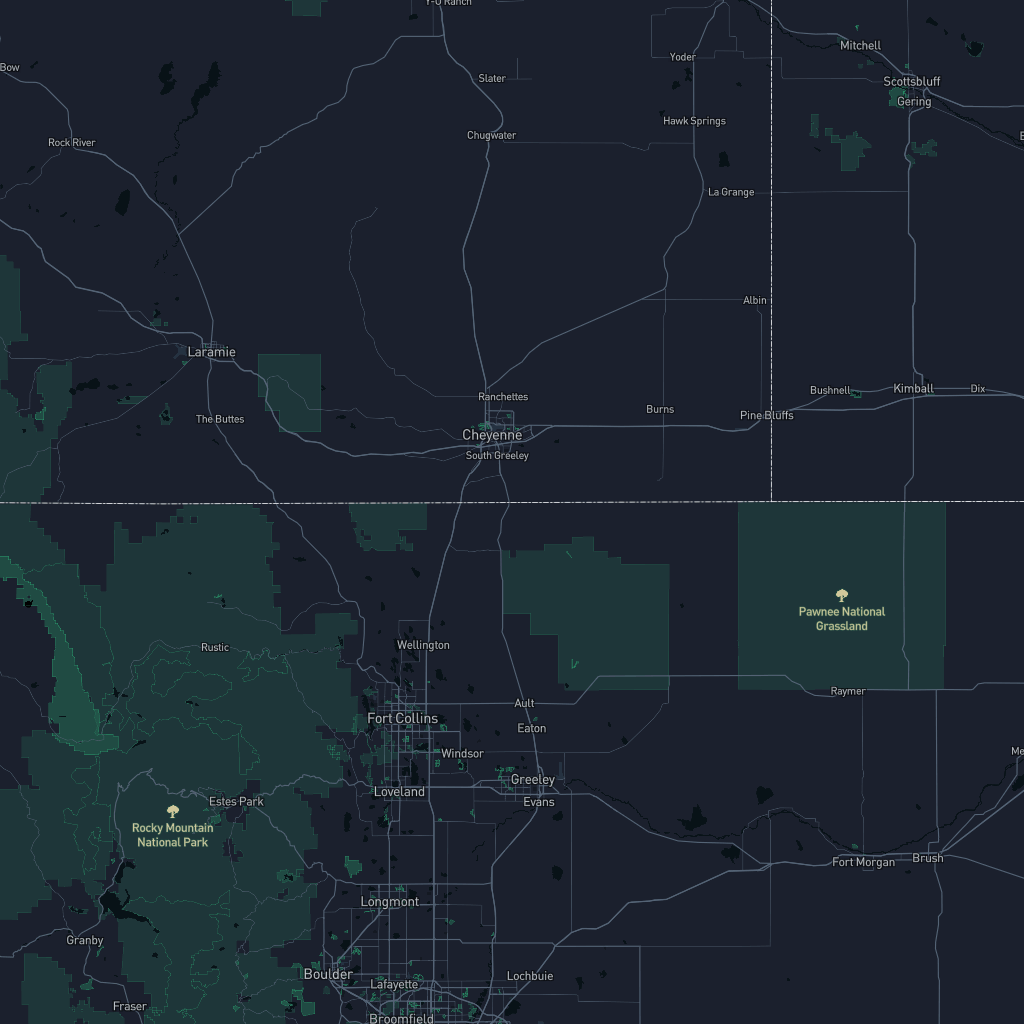 Y-O Ranch
Mitchell
Yoder
Bow
Slater
Scottsbluff
Gering
Hawk Springs
Chugwater
Rock River
La Grange
Albin
Laramie
Bushnell
Kimball
Dix
Ranchettes
Burns
Pine Bluffs
The Buttes
Cheyenne
South Greeley
Pawnee National
Grassland
Wellington
Rustic
Raymer
Ault
Fort Collins
Eaton
Windsor
Me
Greeley
Loveland
Estes Park
Evans
Rocky Mountain
National Park
Fort Morgan
Brush
Longmont
Granby
Boulder
Lochbuie
Lafayette
Fraser
Broomfield